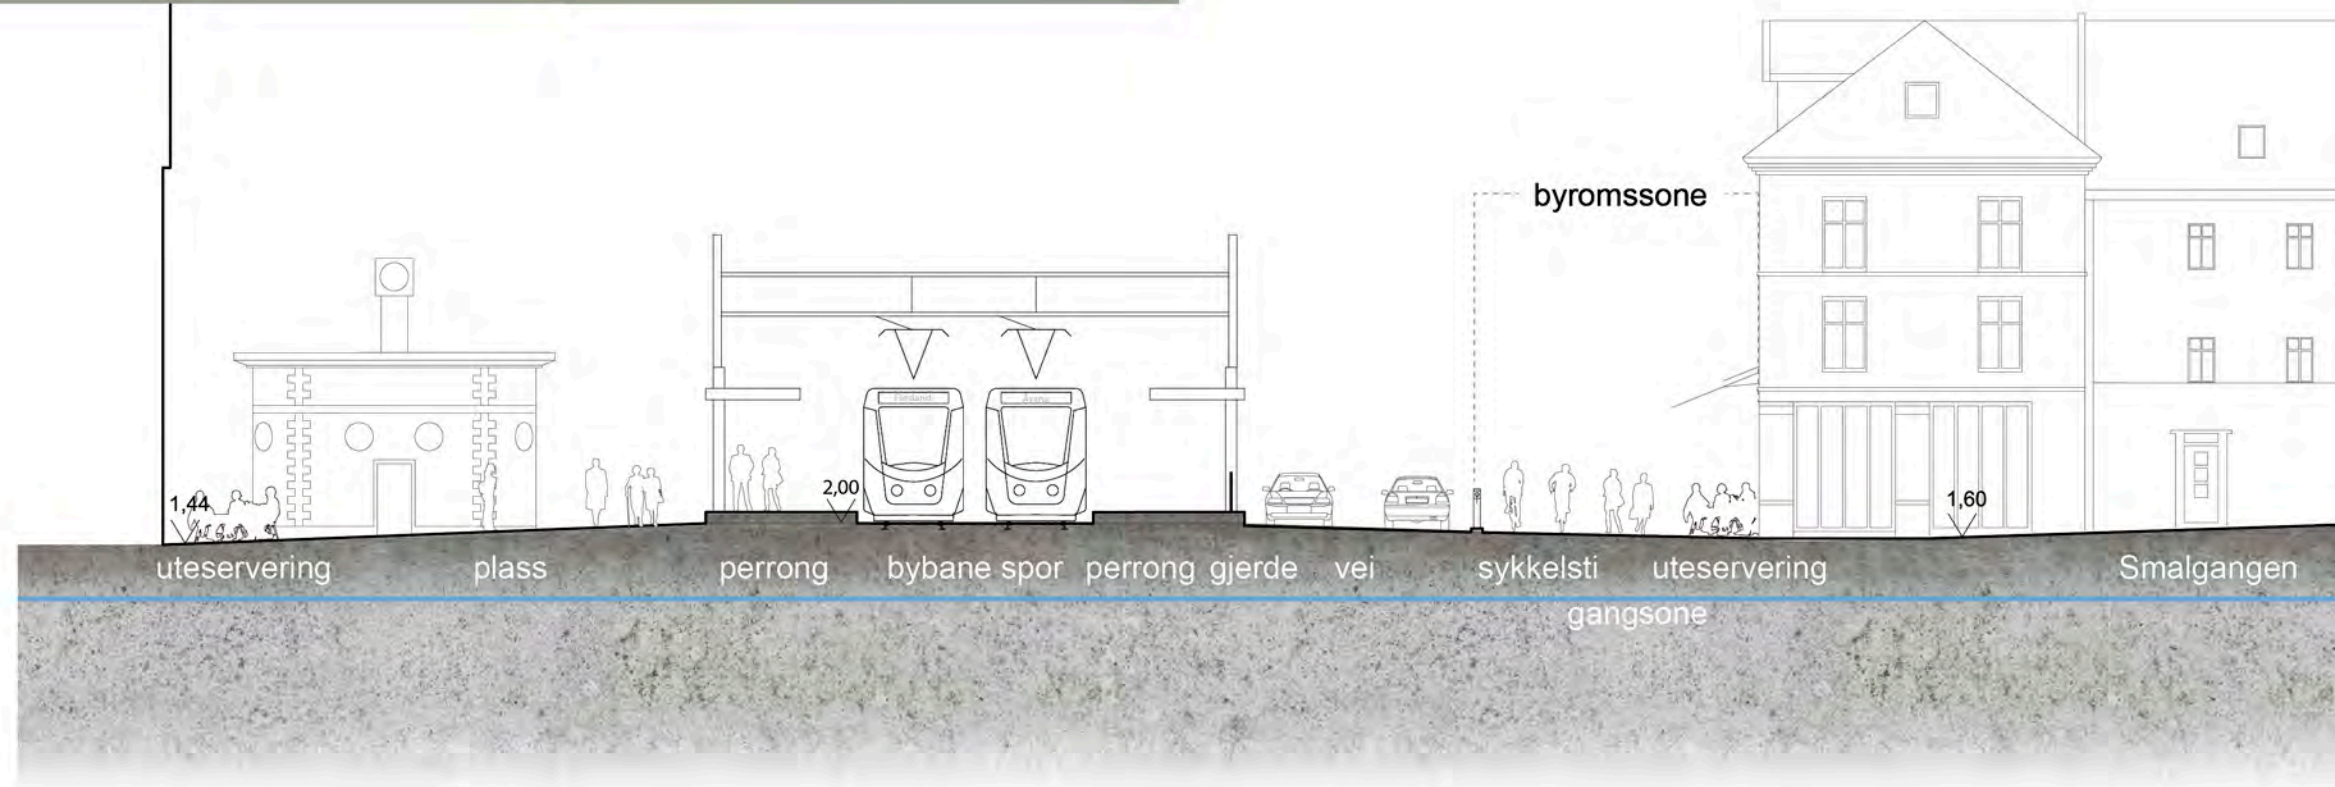 byromssone
1,44
2,00
1,60
uteservering
plass
perrong
bybane spor
perrong
gjerde
vei
sykkelsti
uteservering
Smalgangen
gangsone